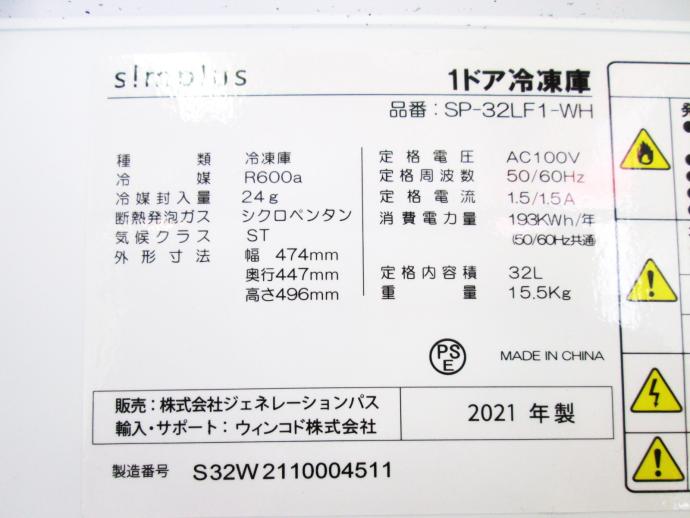 s!mplus
1ドア冷凍庫
品番：SP-32LF1-WH
種類 冷凍庫
冷媒 R600a
冷媒封入量 24g
断熱発泡ガス シクロペンタン
気候クラス ST
外形寸法 幅 474mm
奥行447mm
高さ496mm
定格電圧 AC100V
定格周波数 50/60Hz
定格電流 1.5/1.5A
消費電力量 193KWh/年
(50/60Hz共通
定格内容積 32L
重量 15.5Kg
PS
E
MADE IN CHINA
販売：株式会社ジェネレーションパス
輸入・サポート：ウィンコド株式会社
2021 年製
製造番号 S32W2110004511